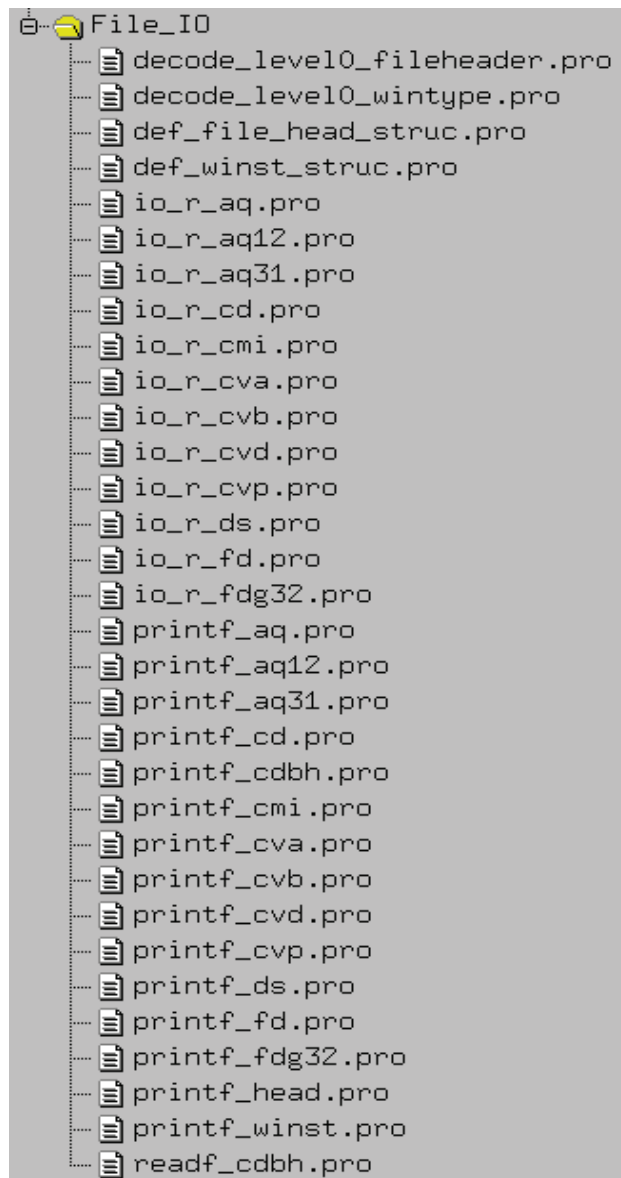 File_IO
decode_level0_fileheader.pro
decode_level0_wintype.pro
def_file_head_struc.pro
def_winst_struc.pro
io_r_aq.pro
io_r_aq12.pro
io_r_aq31.pro
io_r_cd.pro
io_r_cmi.pro
io_r_cva.pro
io_r_cvb.pro
io_r_cvd.pro
io_r_cvp.pro
io_r_ds.pro
io_r_fd.pro
io_r_fdg32.pro
printf_aq.pro
printf_aq12.pro
printf_aq31.pro
printf_cd.pro
printf_cdbh.pro
printf_cmi.pro
printf_cva.pro
printf_cvb.pro
printf_cvd.pro
printf_cvp.pro
printf_ds.pro
printf_fd.pro
printf_fdg32.pro
printf_head.pro
printf_winst.pro
readf_cdbh.pro